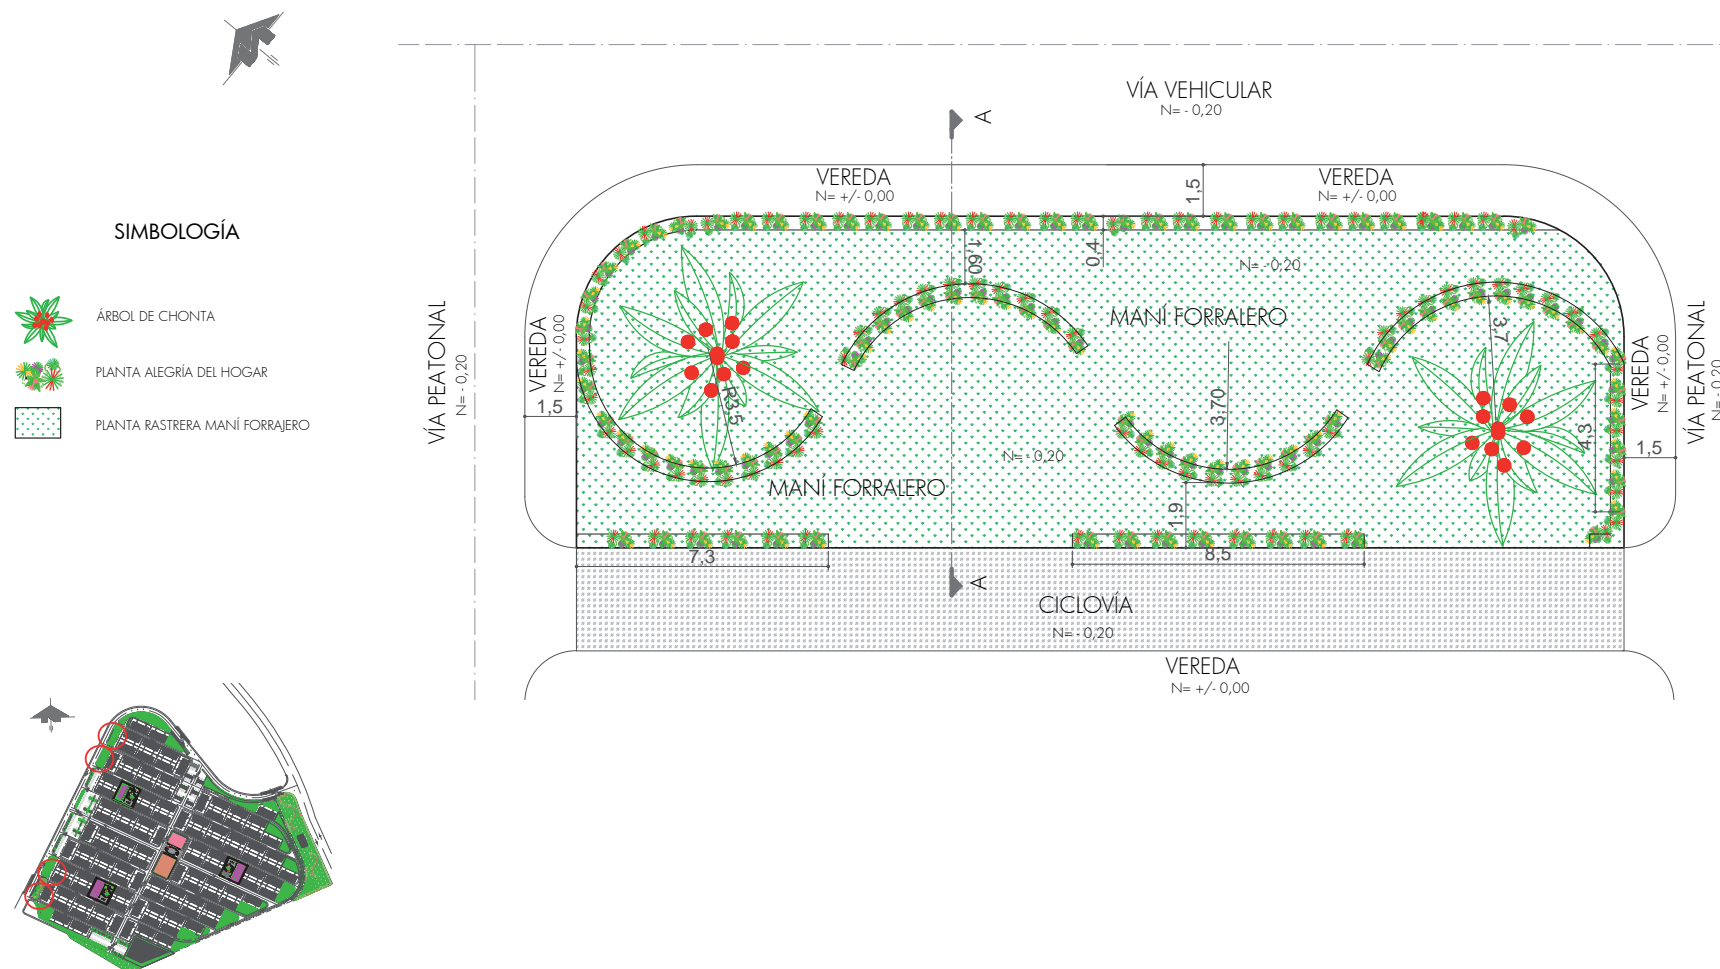 VÍA VEHICULAR
N= - 0,20
A
VEREDA
N= +/- 0,00
VEREDA
N= +/- 0,00
1,5
SIMBOLOGÍA
ÁRBOL DE CHONTA
PLANTA ALEGRÍA DEL HOGAR
PLANTA RASTRERA MANÍ FORRAJERO
VÍA PEATONAL
N= - 0,20
VEREDA
N= +/- 0,00
1,5
1,60
0,4
N= - 0,20
MANÍ FORRALERO
R3,5
3,70
3,7
4,3
VEREDA
N= +/- 0,00
VÍA PEATONAL
N= - 0,20
1,5
N= - 0,20
MANÍ FORRALERO
1,9
7,3
8,5
A
CICLOVÍA
N= - 0,20
VEREDA
N= +/- 0,00